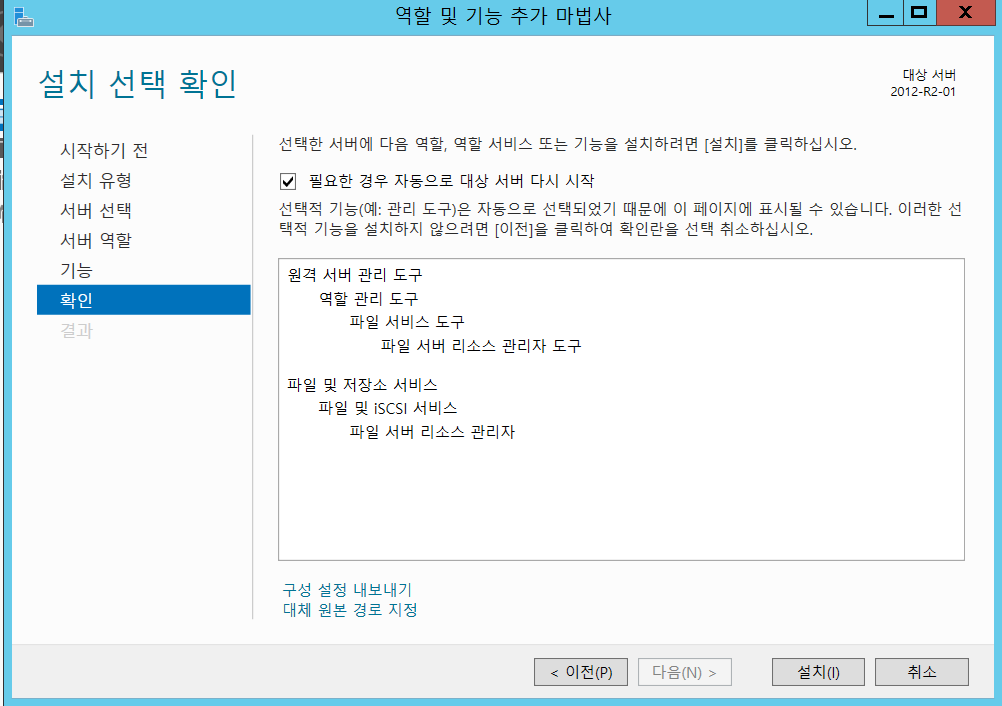 역할 및 기능 추가 마법사
설치 선택 확인
대상 서버
2012-R2-01
시작하기 전
설치 유형
서버 선택
서버 역할
기능
확인
결과
선택한 서버에 다음 역할, 역할 서비스 또는 기능을 설치하려면 [설치]를 클릭하십시오.
필요한 경우 자동으로 대상 서버 다시 시작
선택적 기능(예: 관리 도구)은 자동으로 선택되었기 때문에 이 페이지에 표시될 수 있습니다. 이러한 선
택적 기능을 설치하지 않으려면 [이전]을 클릭하여 확인란을 선택 취소하십시오.
원격 서버 관리 도구
역할 관리 도구
파일 서비스 도구
파일 서버 리소스 관리자 도구
파일 및 저장소 서비스
파일 및 iSCSI 서비스
파일 서버 리소스 관리자
구성 설정 내보내기
대체 원본 경로 지정
< 이전(P)
다음(N) >
설치(I)
취소